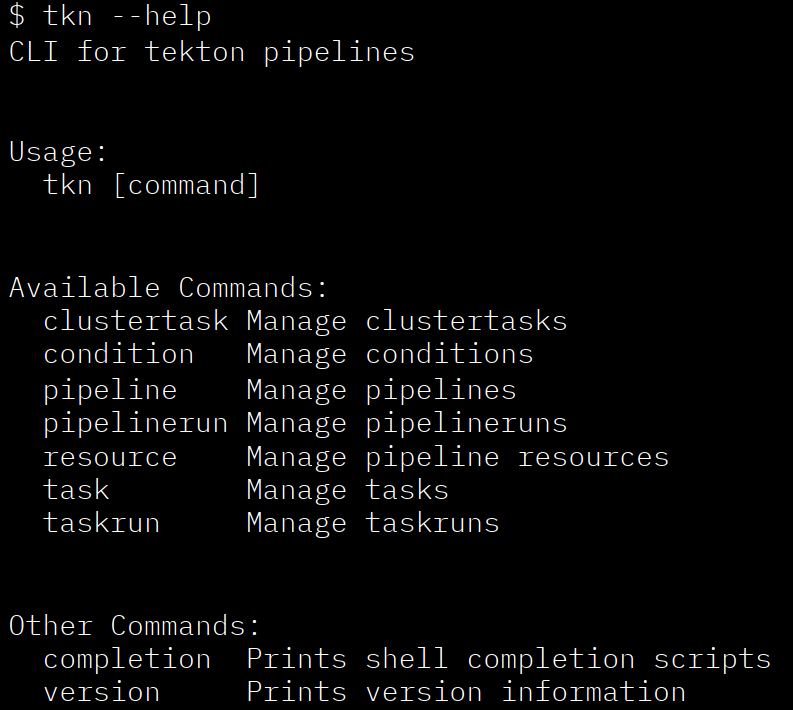 $ tkn --help
CLI for tekton pipelines
Usage:
  tkn [command]
Available Commands:
  clustertask Manage clustertasks
  condition   Manage conditions
  pipeline    Manage pipelines
  pipelinerun Manage pipelineruns
  resource    Manage pipeline resources
  task        Manage tasks
  taskrun     Manage taskruns
Other Commands:
  completion  Prints shell completion scripts
  version     Prints version information